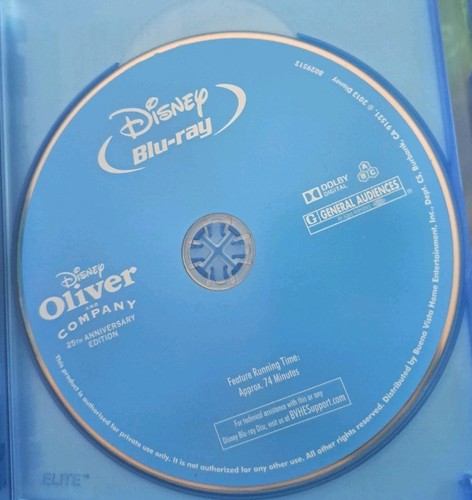 Disney
Blu-ray
DISNEY
Oliver
AND
COMPANY
25TH ANNIVERSARY
EDITION
DOLBY
DIGITAL
A B C
G GENERAL AUDIENCES
Feature Running Time:
Approx. 74 Minutes
For technical assistance with this or any
Disney Blu-ray Disc, visit us at BVHESupport.com
This product is authorized for private use only. It is not authorized for any other use. All other rights reserved. Distributed by Buena Vista Home Entertainment, Inc., Dept. CS, Burbank, CA 91521. © 2013 Disney
ELITE